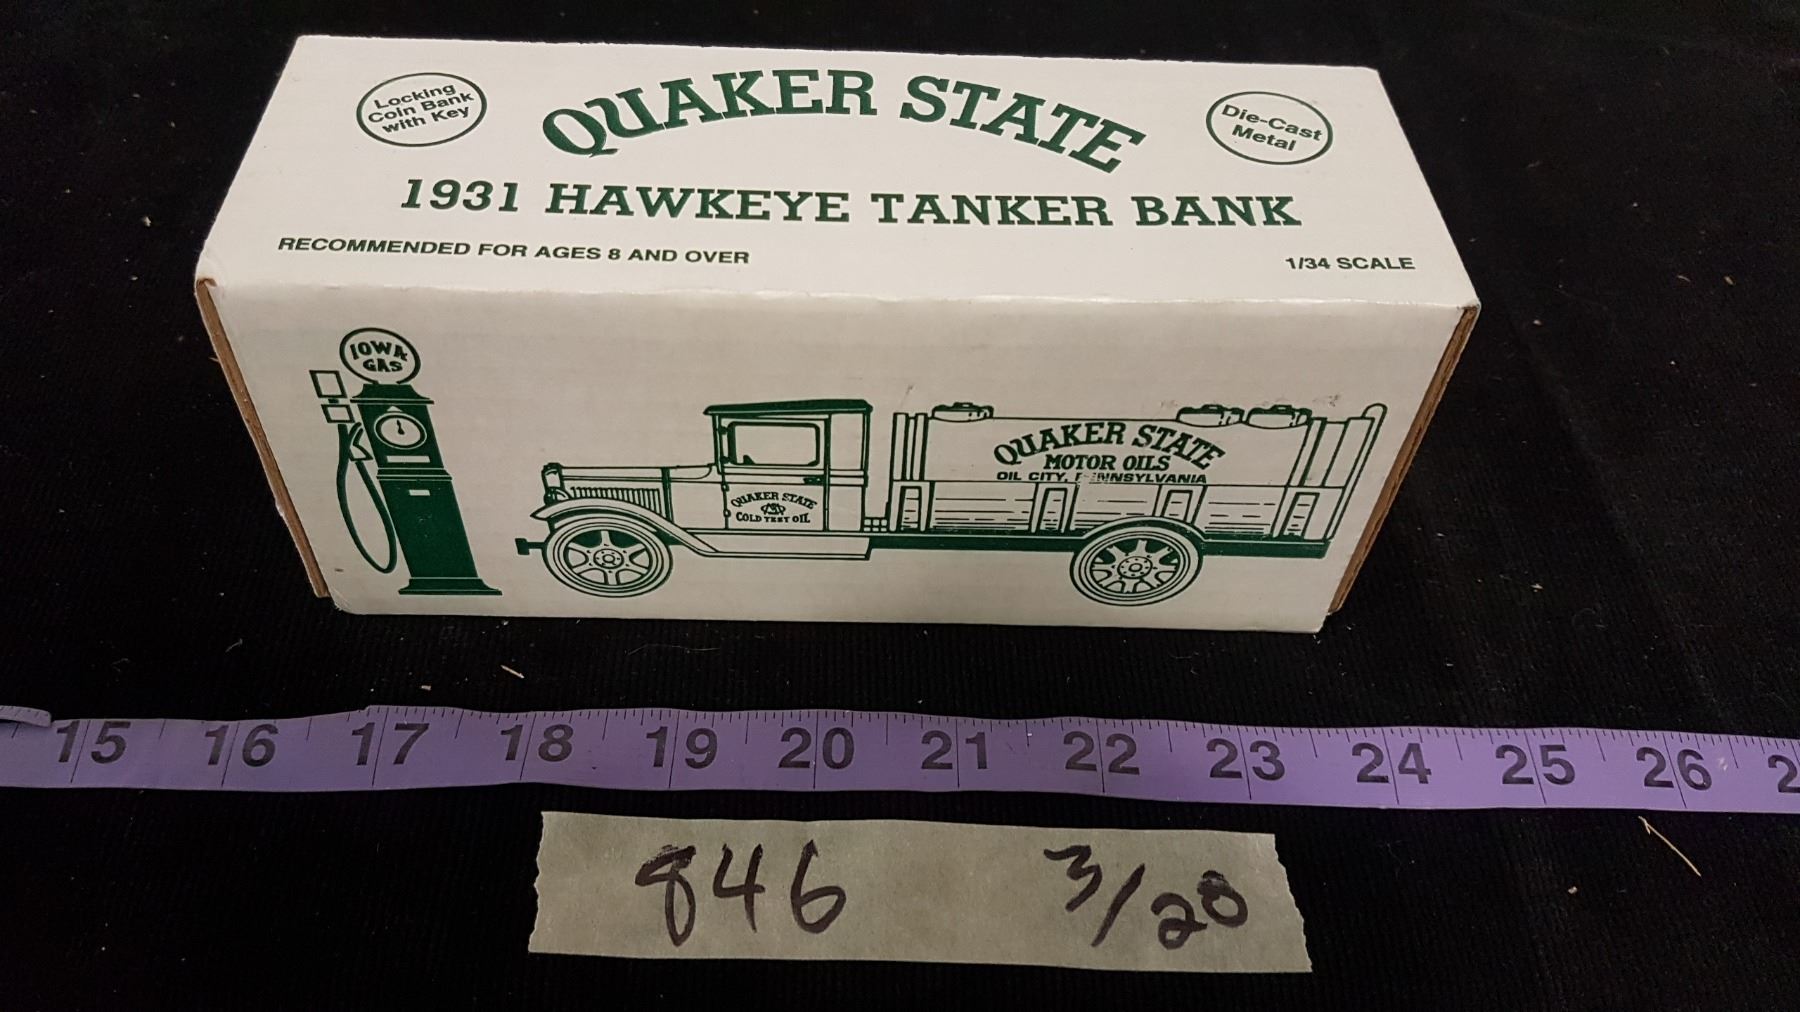 Locking
Coin Bank
with Key
QUAKER STATE
Die-Cast
Metal
1931 HAWKEYE TANKER BANK
RECOMMENDED FOR AGES 8 AND OVER
1/34 SCALE
IOWA
GAS
QUAKER STATE
MOTOR OILS
OIL CITY, PENNSYLVANIA
QUAKER STATE
COLD TEST OIL
15 16 17 18 19 20 21 22 23 24 25 26 2
846 3/20